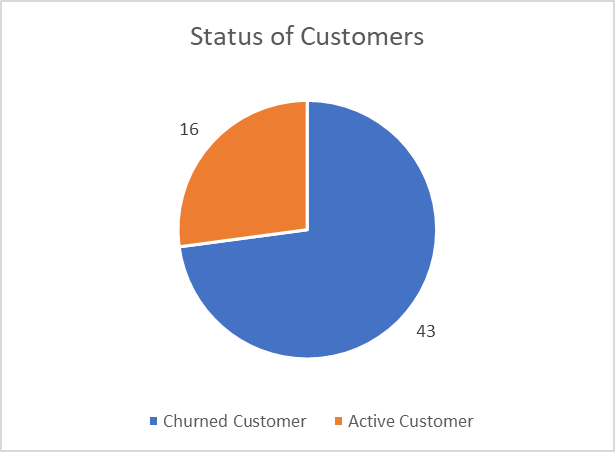 Status of Customers
16
43
Churned Customer
Active Customer